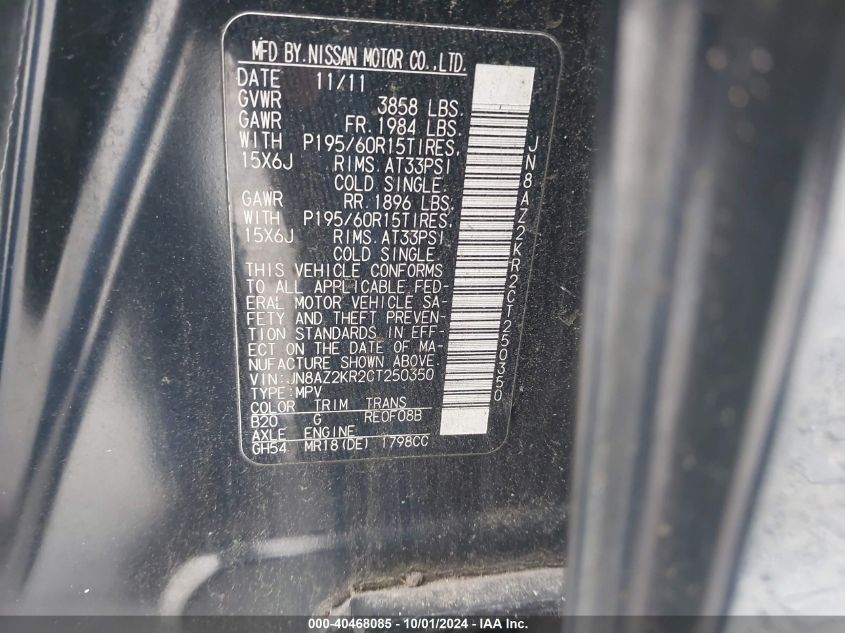 MFD BY NISSAN MOTOR CO.,LTD.
DATE 11/11
GVWR 3858 LBS.
GAWR FR. 1984 LBS.
WITH P195/60R15TIRES,
15X6J RIMS. AT33PSI
COLD SINGLE.
GAWR RR. 1896 LBS.
WITH P195/60R15TIRES,
15X6J RIMS. AT33PSI
COLD SINGLE.
THIS VEHICLE CONFORMS
TO ALL APPLICABLE FED-
ERAL MOTOR VEHICLE SA-
FETY AND THEFT PREVEN-
TION STANDARDS IN EFF-
ECT ON THE DATE OF MA-
NUFACTURE SHOWN ABOVE.
VIN:JN8AZ2KR2CT250350
TYPE:MPV
COLOR TRIM TRANS
B20 G RE0F08B
AXLE ENGINE
GH54 MR18(DE) 1798CC
JN8AZ2KR2CT250350
000-40468085 - 10/01/2024 - © IAA Holdings, LLC